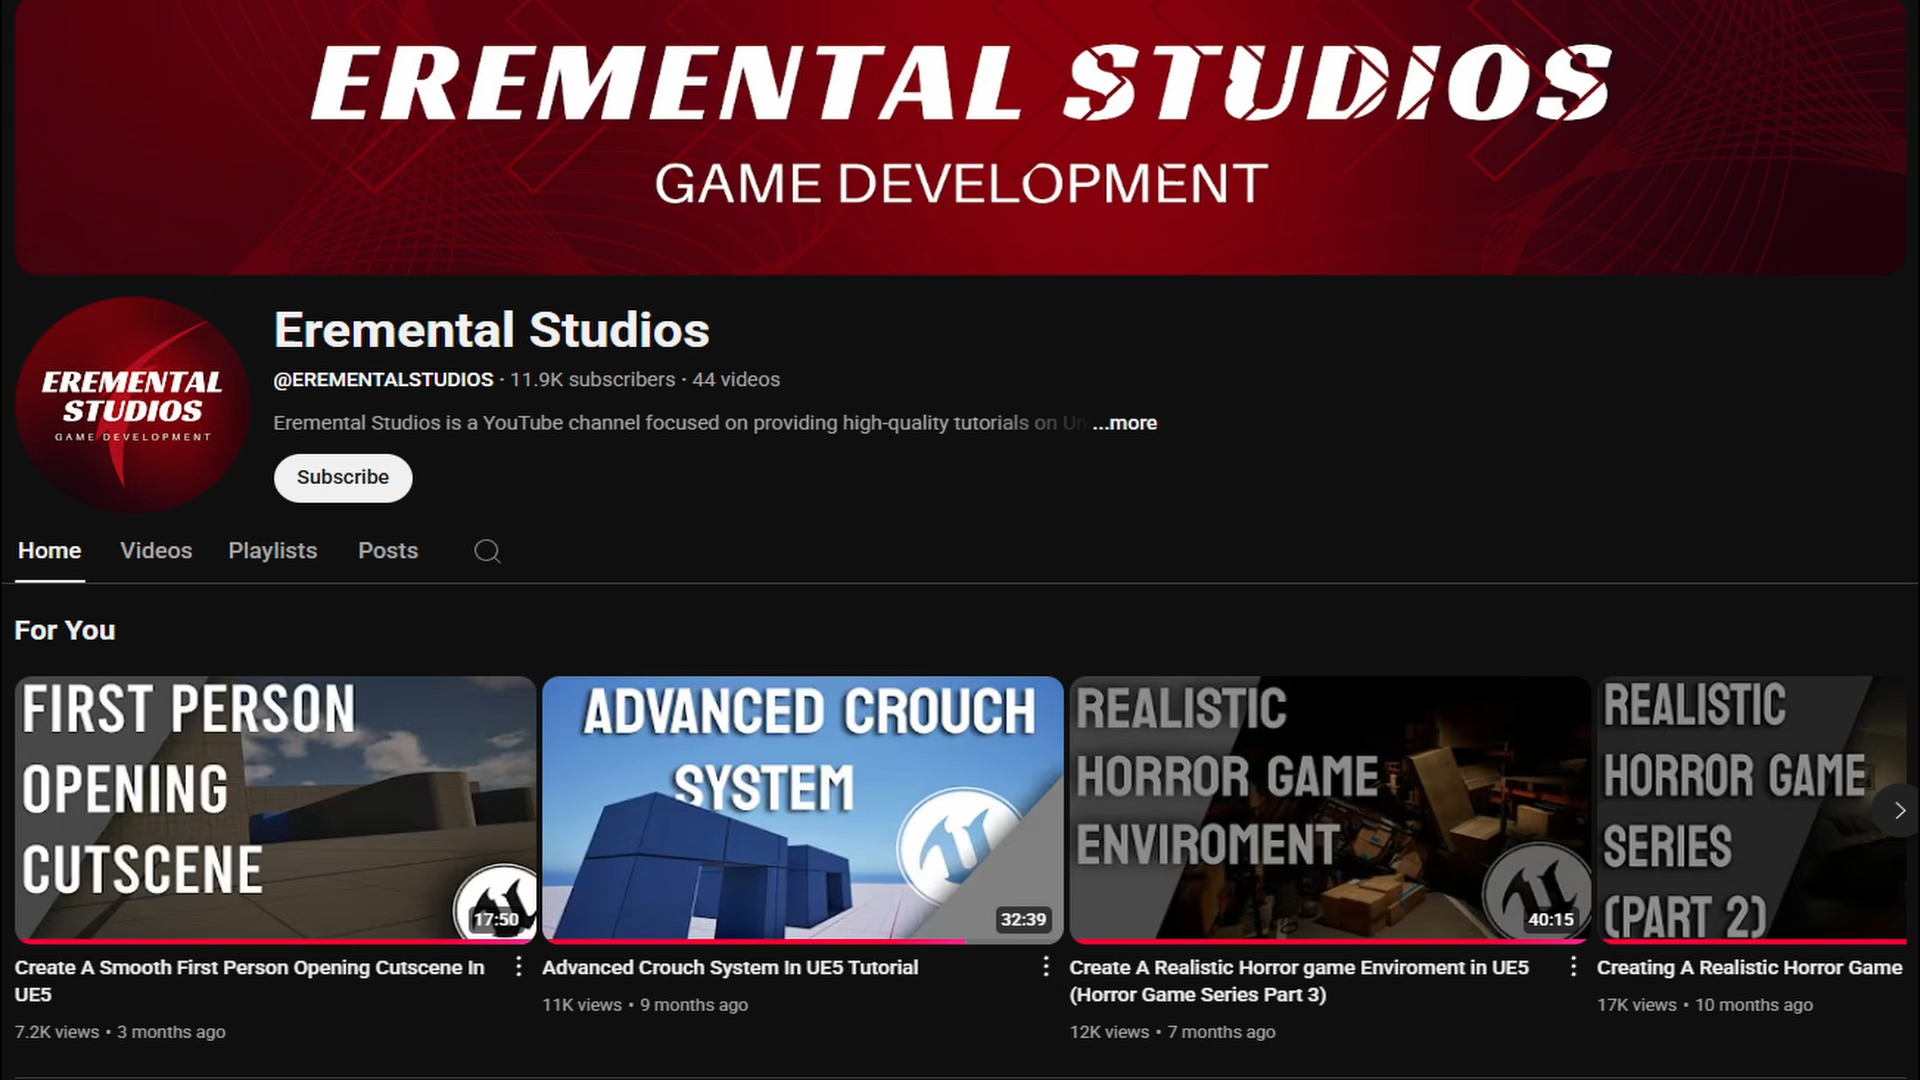 EREMENTAL STUDIOS
GAME DEVELOPMENT
EREMENTAL
STUDIOS
GAME DEVELOPMENT
Eremental Studios
@EREMENTALSTUDIOS · 11.9K subscribers · 44 videos
Eremental Studios is a YouTube channel focused on providing high-quality tutorials on Un ...more
Subscribe
Home Videos Playlists Posts
For You
FIRST PERSON
OPENING
CUTSCENE
17:50
ADVANCED CROUCH
SYSTEM
32:39
REALISTIC
HORROR GAME
ENVIROMENT
40:15
REALISTIC
HORROR GAME
SERIES
(PART 2)
Create A Smooth First Person Opening Cutscene In
UE5
7.2K views • 3 months ago
Advanced Crouch System In UE5 Tutorial
11K views • 9 months ago
Create A Realistic Horror game Enviroment in UE5
(Horror Game Series Part 3)
12K views • 7 months ago
Creating A Realistic Horror Game
17K views • 10 months ago